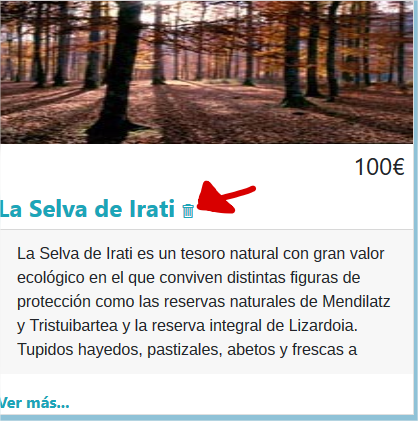 100€
La Selva de Irati
La Selva de Irati es un tesoro natural con gran valor
ecológico en el que conviven distintas figuras de
protección como las reservas naturales de Mendilatz
y Tristuibartea y la reserva integral de Lizardoia.
Tupidos hayedos, pastizales, abetos y frescas a
Ver más...